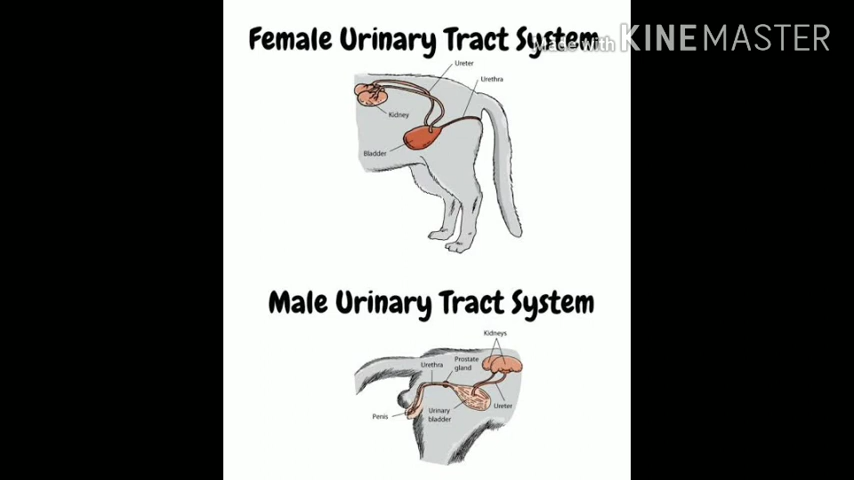 Female Urinary Tract System
Made with KINEMASTER
Ureter
Urethra
Kidney
Bladder
Male Urinary Tract System
Kidneys
Prostate
gland
Urethra
Penis
Urinary
bladder
Ureter